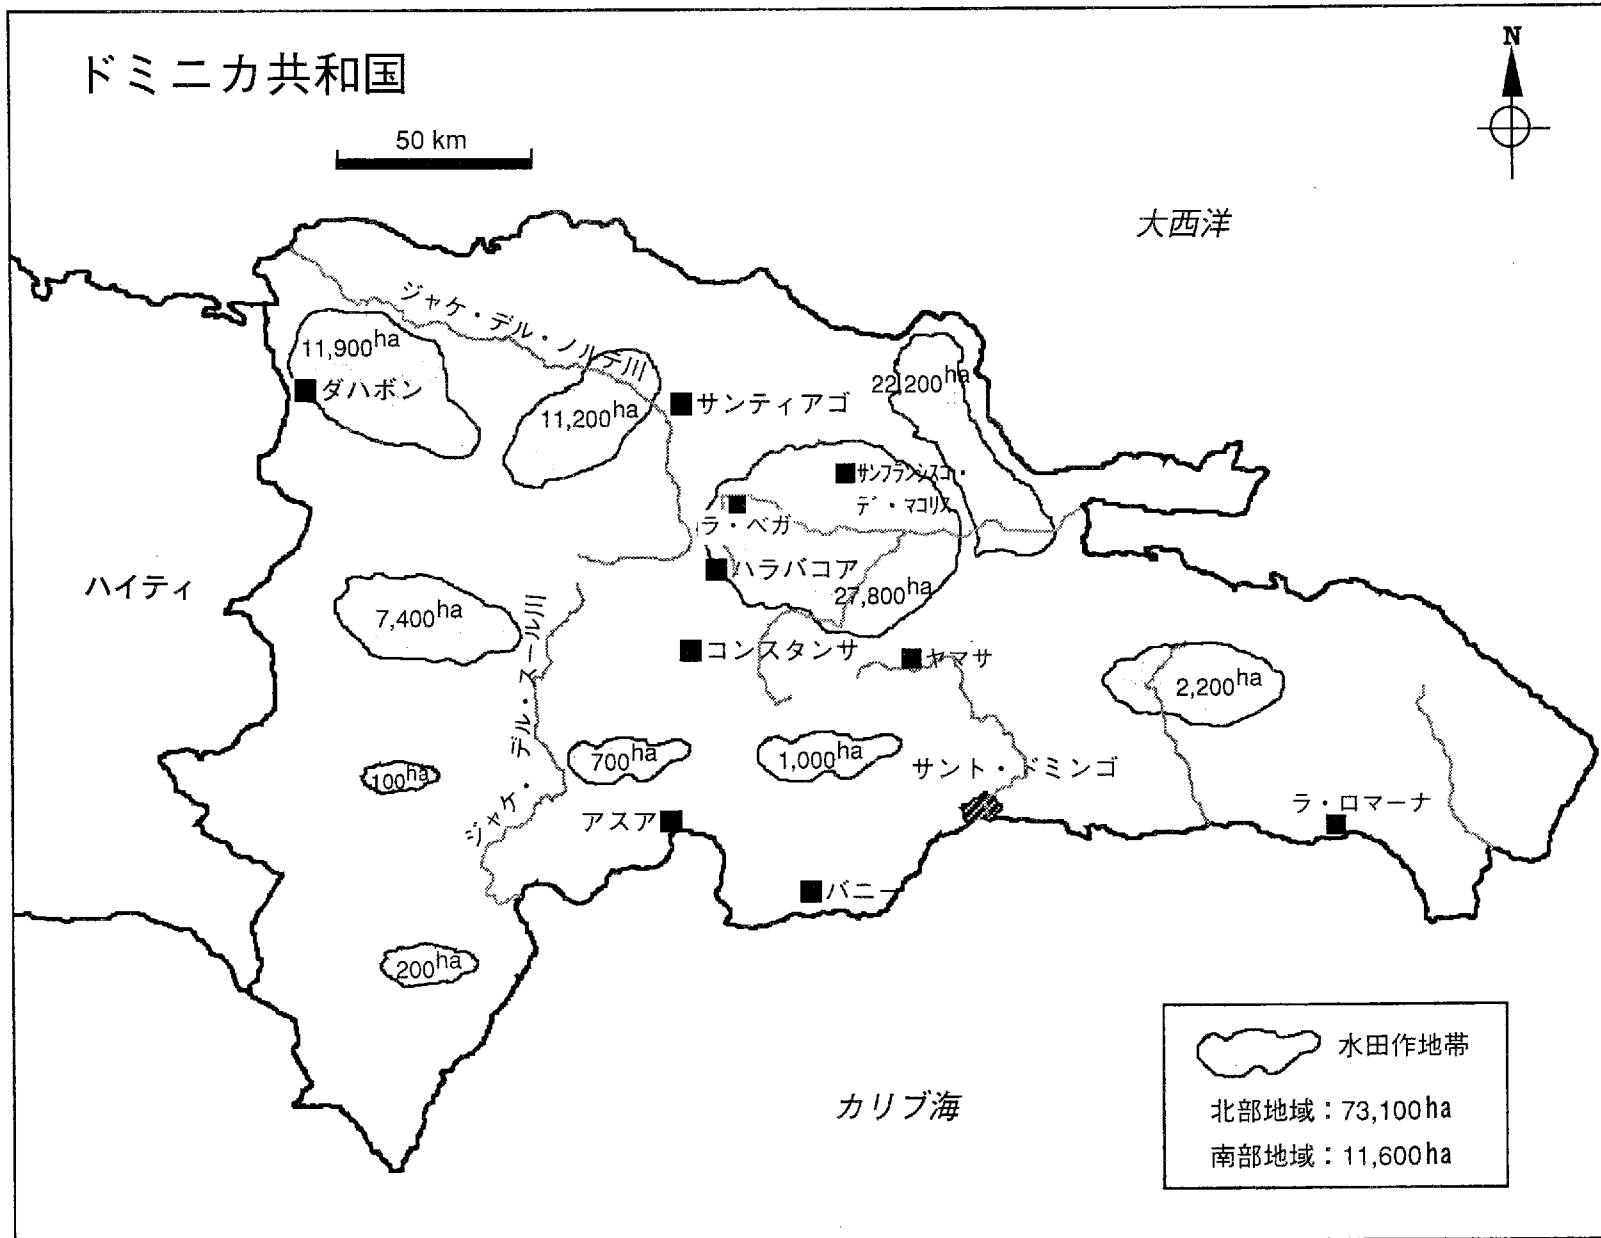 ドミニカ共和国
N
50 km
大西洋
ジャケ・デル・ノルテ川
11,900ha
ダハボン
11,200ha
サンティアゴ
22,200ha
サンフランシスコ・
デ・マコリス
ラ・ベガ
ハラバコア
27,800ha
ハイティ
7,400ha
ジャケ・デル・スール川
コンスタンサ
ヤマサ
2,200ha
100ha
700ha
1,000ha
サント・ドミンゴ
アスア
ラ・ロマーナ
バニー
200ha
カリブ海
水田作地帯
北部地域：73,100ha
南部地域：11,600ha